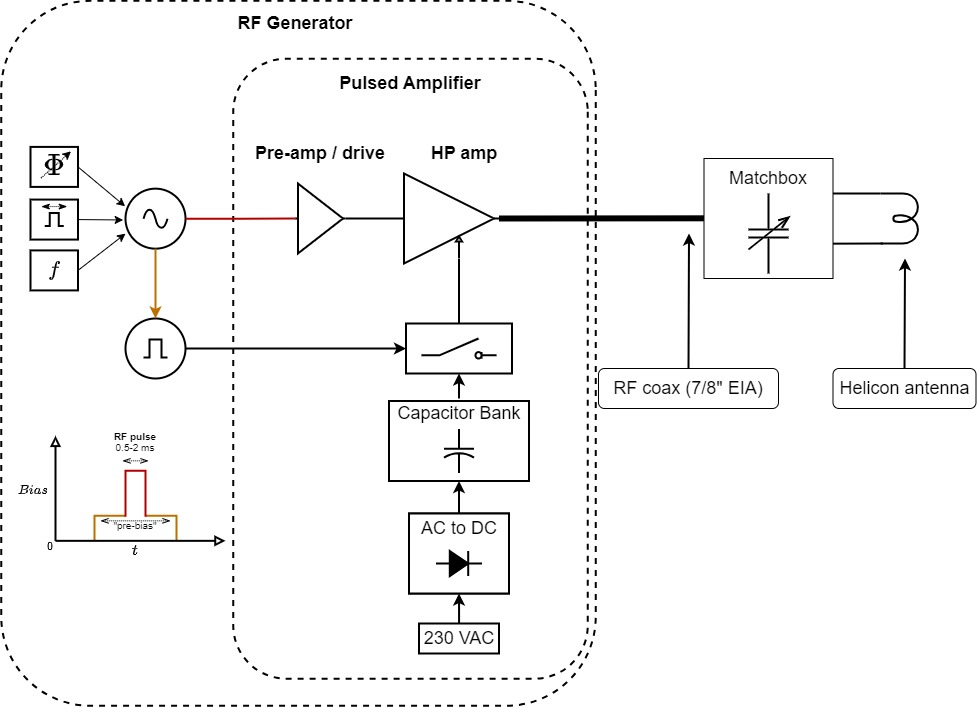 RF Generator
Pulsed Amplifier
Pre-amp / drive
HP amp
Φ
f
Matchbox
RF coax (7/8" EIA)
Helicon antenna
Capacitor Bank
AC to DC
230 VAC
RF pulse
0.5-2 ms
Bias
"pre-bias"
0
t